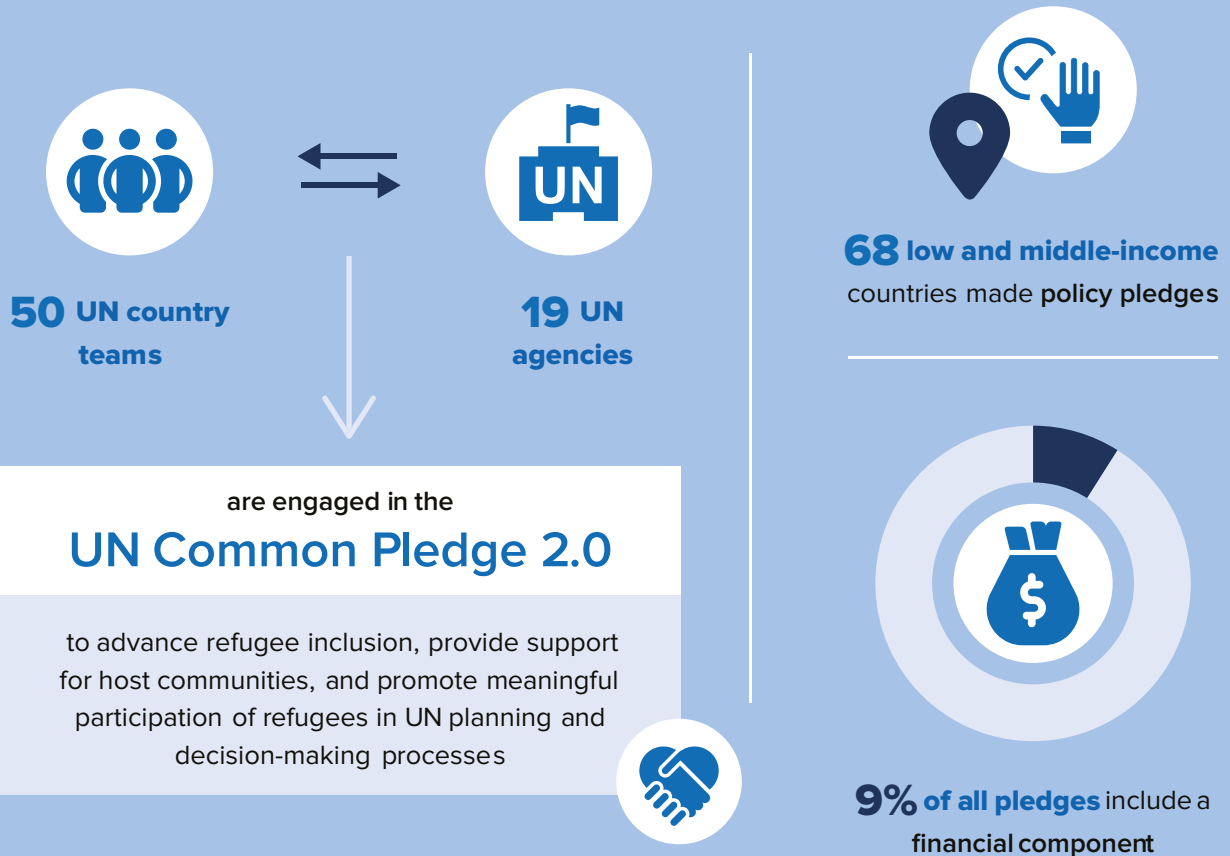 UN
50 UN country
teams
19 UN
agencies
are engaged in the
UN Common Pledge 2.0
to advance refugee inclusion, provide support
for host communities, and promote meaningful
participation of refugees in UN planning and
decision-making processes
68 low and middle-income
countries made policy pledges
$
9% of all pledges include a
financial component